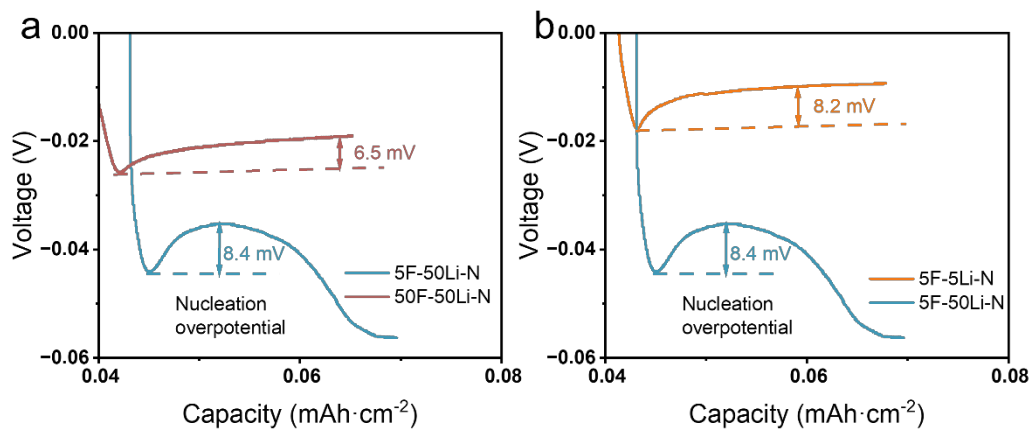 a
0.00
−0.02
−0.04
−0.06
Voltage (V)
6.5 mV
8.4 mV
5F-50Li-N
50F-50Li-N
Nucleation
overpotential
0.04
0.06
0.08
Capacity (mAh·cm⁻²)
b
0.00
−0.02
−0.04
−0.06
Voltage (V)
8.2 mV
8.4 mV
5F-5Li-N
5F-50Li-N
Nucleation
overpotential
0.04
0.06
0.08
Capacity (mAh·cm⁻²)